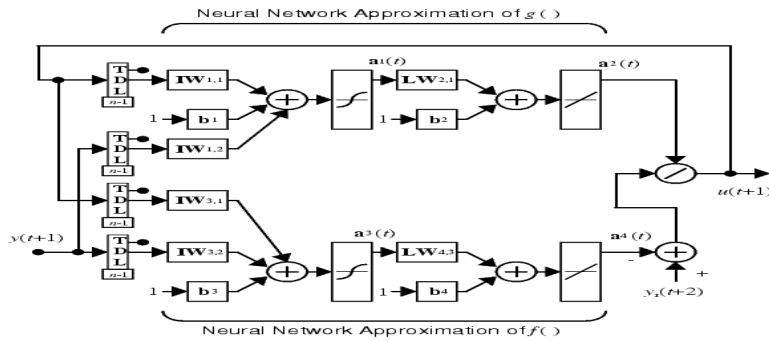 Neural Network Approximation of g ( )
a1(t)
a2 (t)
T
D
L
n-1
IW1,1
LW2,1
1
b1
1
b2
T
D
L
n-1
IW1,2
T
D
L
n-1
IW3,1
u(t+1)
y(t+1)
a3(t)
a4 (t)
T
D
L
n-1
IW3,2
LW4,3
-
+
1
b3
1
b4
yr(t+2)
Neural Network Approximation of f ( )